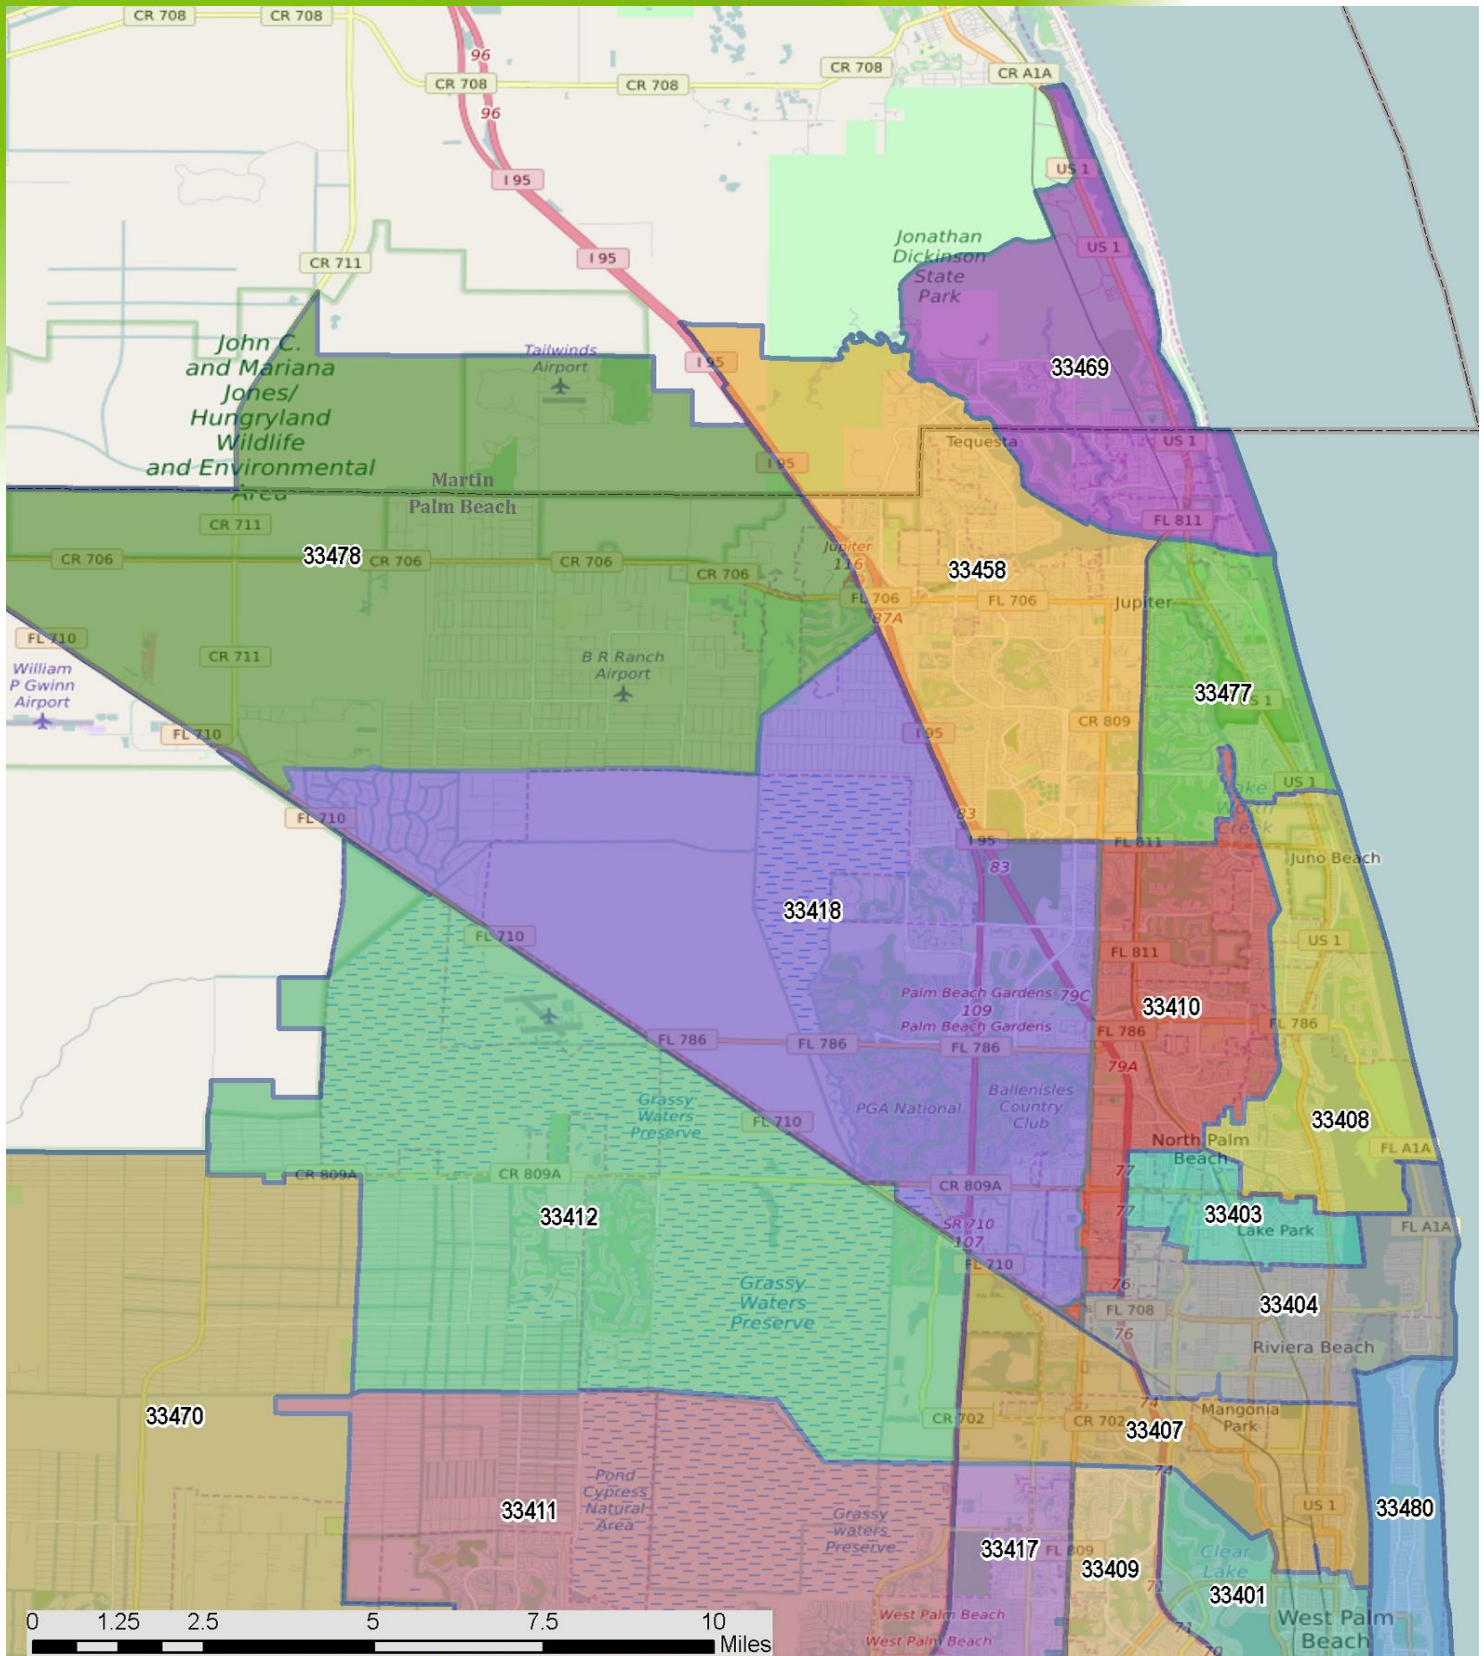 CR 708
CR 708
96
CR 708
CR 708
CR 708
CR A1A
96
I 95
US 1
CR 711
I 95
US 1
Jonathan
Dickinson
State
Park
John C.
and Mariana
Jones/
Hungryland
Wildlife
and Environmental
Area
Tailwinds
Airport
I 95
33469
Tequesta
US 1
I 95
Martin
Palm Beach
CR 711
FL 811
CR 706
33478
CR 706
CR 706
CR 706
Jupiter
116
33458
FL 706
FL 706
Jupiter
87A
FL 710
William
P Gwinn
Airport
CR 711
B R Ranch
Airport
33477
S 1
FL 710
I 95
CR 809
US 1
Lake
Worth
Creek
FL 710
83
I 95
FL 811
83
Juno Beach
33418
FL 710
FL 811
US 1
Palm Beach Gardens
109
Palm Beach Gardens
79C
33410
FL 786
FL 786
FL 786
FL 786
FL 786
79A
Grassy
Waters
Preserve
FL 710
PGA National
Ballenisles
Country
Club
33408
North Palm
Beach
FL A1A
CR 809A
CR 809A
CR 809A
77
33412
SR 710
107
77
33403
Lake Park
FL A1A
FL 710
Grassy
Waters
Preserve
76
FL 708
33404
76
Riviera Beach
33470
CR 702
CR 702
74
33407
Mangonia
Park
74
33411
Pond
Cypress
Natural
Area
Grassy
waters
Preserve
US 1
33480
33417
FL 809
33409
Clear
Lake
33401
71
West Palm Beach
West Palm Beach
71
70
West Palm
Beach
0 1.25 2.5 5 7.5 10
Miles